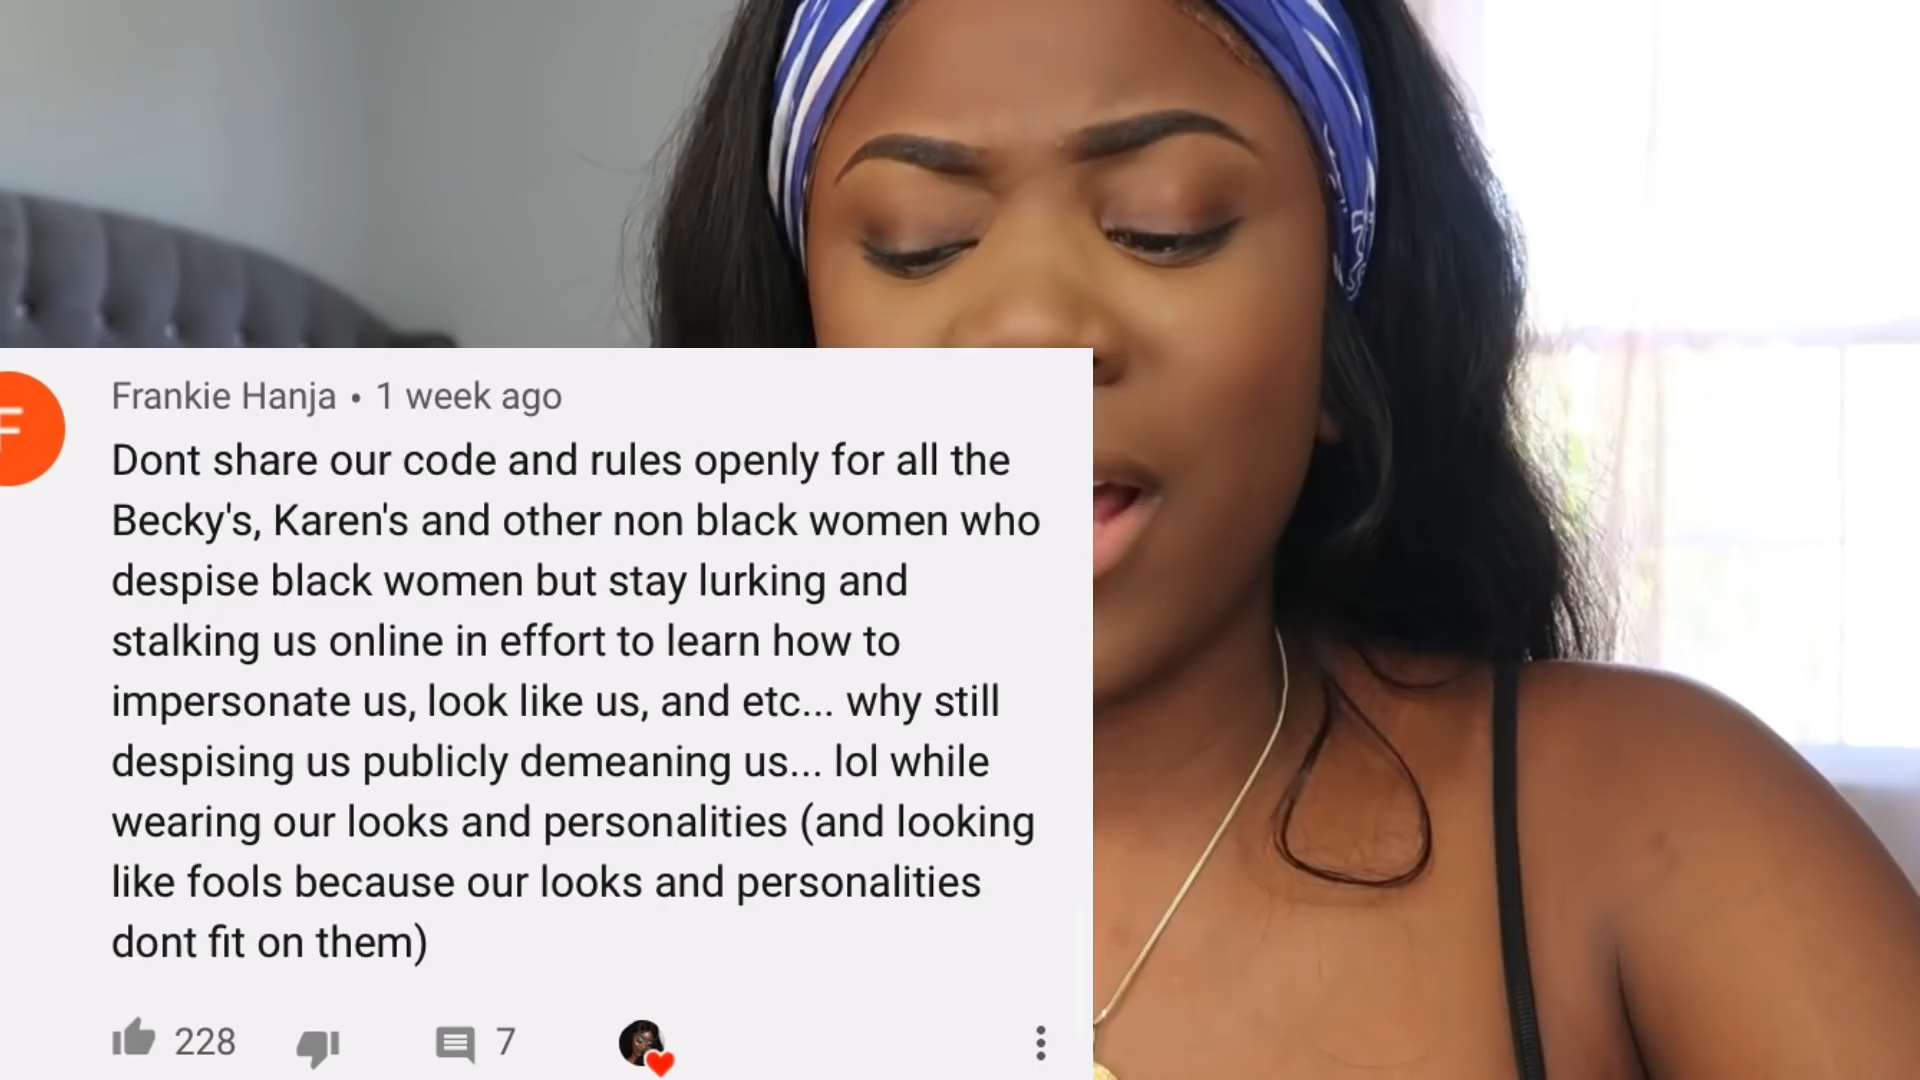 F
Frankie Hanja • 1 week ago
Dont share our code and rules openly for all the
Becky's, Karen's and other non black women who
despise black women but stay lurking and
stalking us online in effort to learn how to
impersonate us, look like us, and etc... why still
despising us publicly demeaning us... lol while
wearing our looks and personalities (and looking
like fools because our looks and personalities
dont fit on them)
228 7